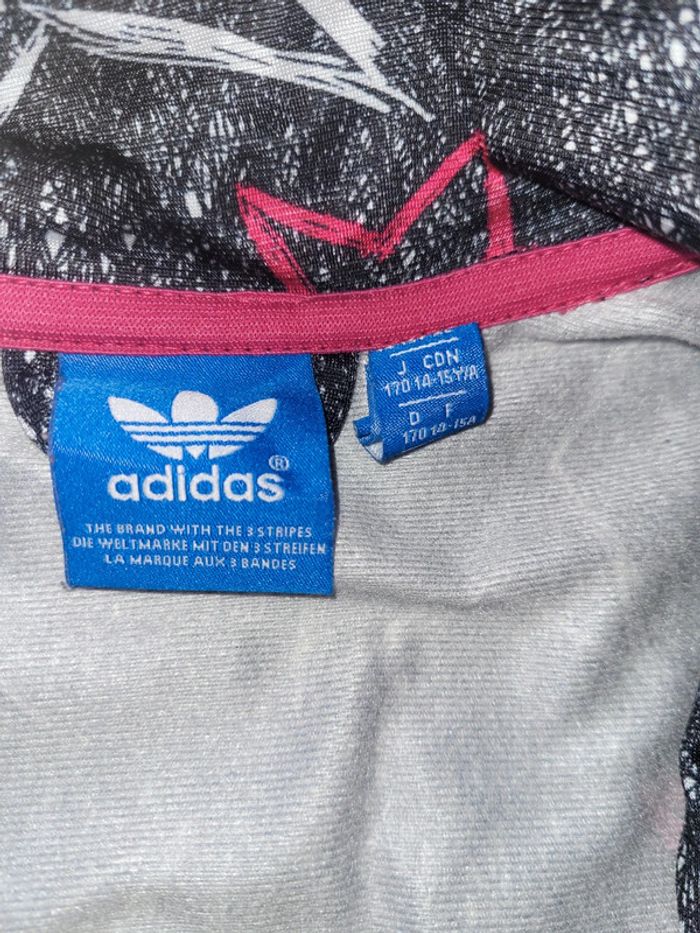 adidas®
THE BRAND WITH THE 3 STRIPES
DIE WELTMARKE MIT DEN 3 STREIFEN
LA MARQUE AUX 3 BANDES
J CDN
170 14-15Y/A
D F
170 14-15A